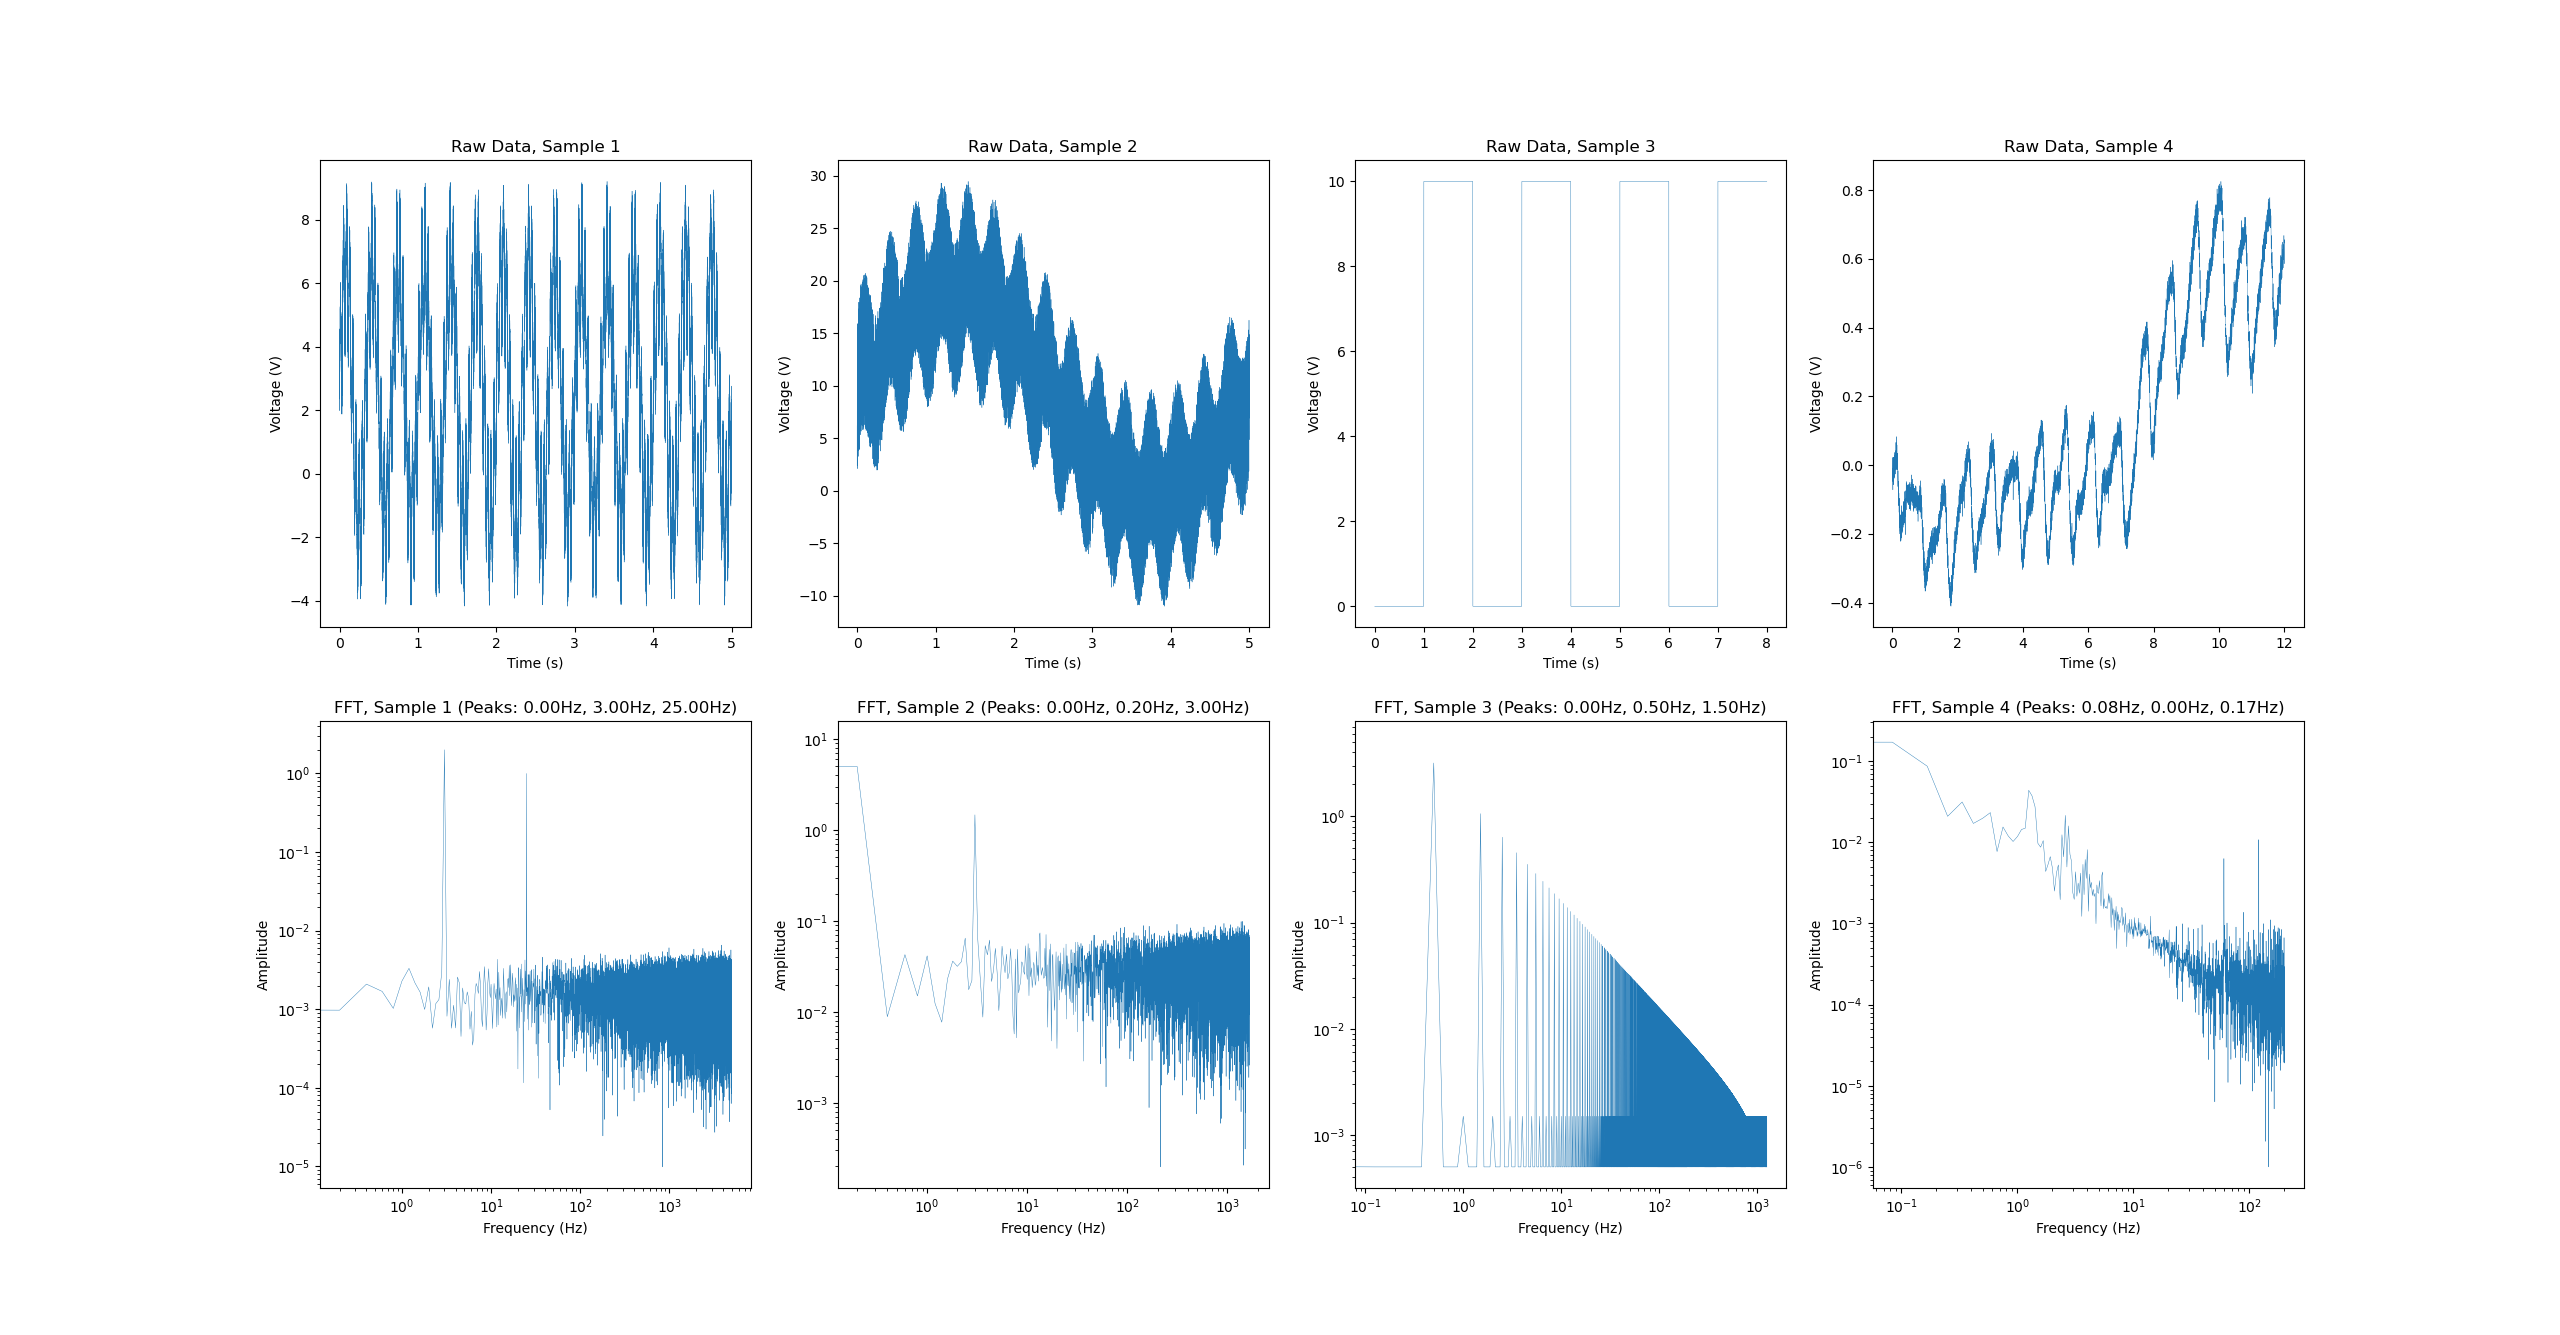 Raw Data, Sample 1
Raw Data, Sample 2
Raw Data, Sample 3
Raw Data, Sample 4
Voltage (V)
8
6
4
2
0
−2
−4
0 1 2 3 4 5
Time (s)
Voltage (V)
30
25
20
15
10
5
0
−5
−10
0 1 2 3 4 5
Time (s)
Voltage (V)
10
8
6
4
2
0
0 1 2 3 4 5 6 7 8
Time (s)
Voltage (V)
0.8
0.6
0.4
0.2
0.0
−0.2
−0.4
0 2 4 6 8 10 12
Time (s)
FFT, Sample 1 (Peaks: 0.00Hz, 3.00Hz, 25.00Hz)
FFT, Sample 2 (Peaks: 0.00Hz, 0.20Hz, 3.00Hz)
FFT, Sample 3 (Peaks: 0.00Hz, 0.50Hz, 1.50Hz)
FFT, Sample 4 (Peaks: 0.08Hz, 0.00Hz, 0.17Hz)
Amplitude
10⁰
10⁻¹
10⁻²
10⁻³
10⁻⁴
10⁻⁵
10⁰ 10¹ 10² 10³
Frequency (Hz)
Amplitude
10¹
10⁰
10⁻¹
10⁻²
10⁻³
10⁰ 10¹ 10² 10³
Frequency (Hz)
Amplitude
10⁰
10⁻¹
10⁻²
10⁻³
10⁻¹ 10⁰ 10¹ 10² 10³
Frequency (Hz)
Amplitude
10⁻¹
10⁻²
10⁻³
10⁻⁴
10⁻⁵
10⁻⁶
10⁻¹ 10⁰ 10¹ 10²
Frequency (Hz)